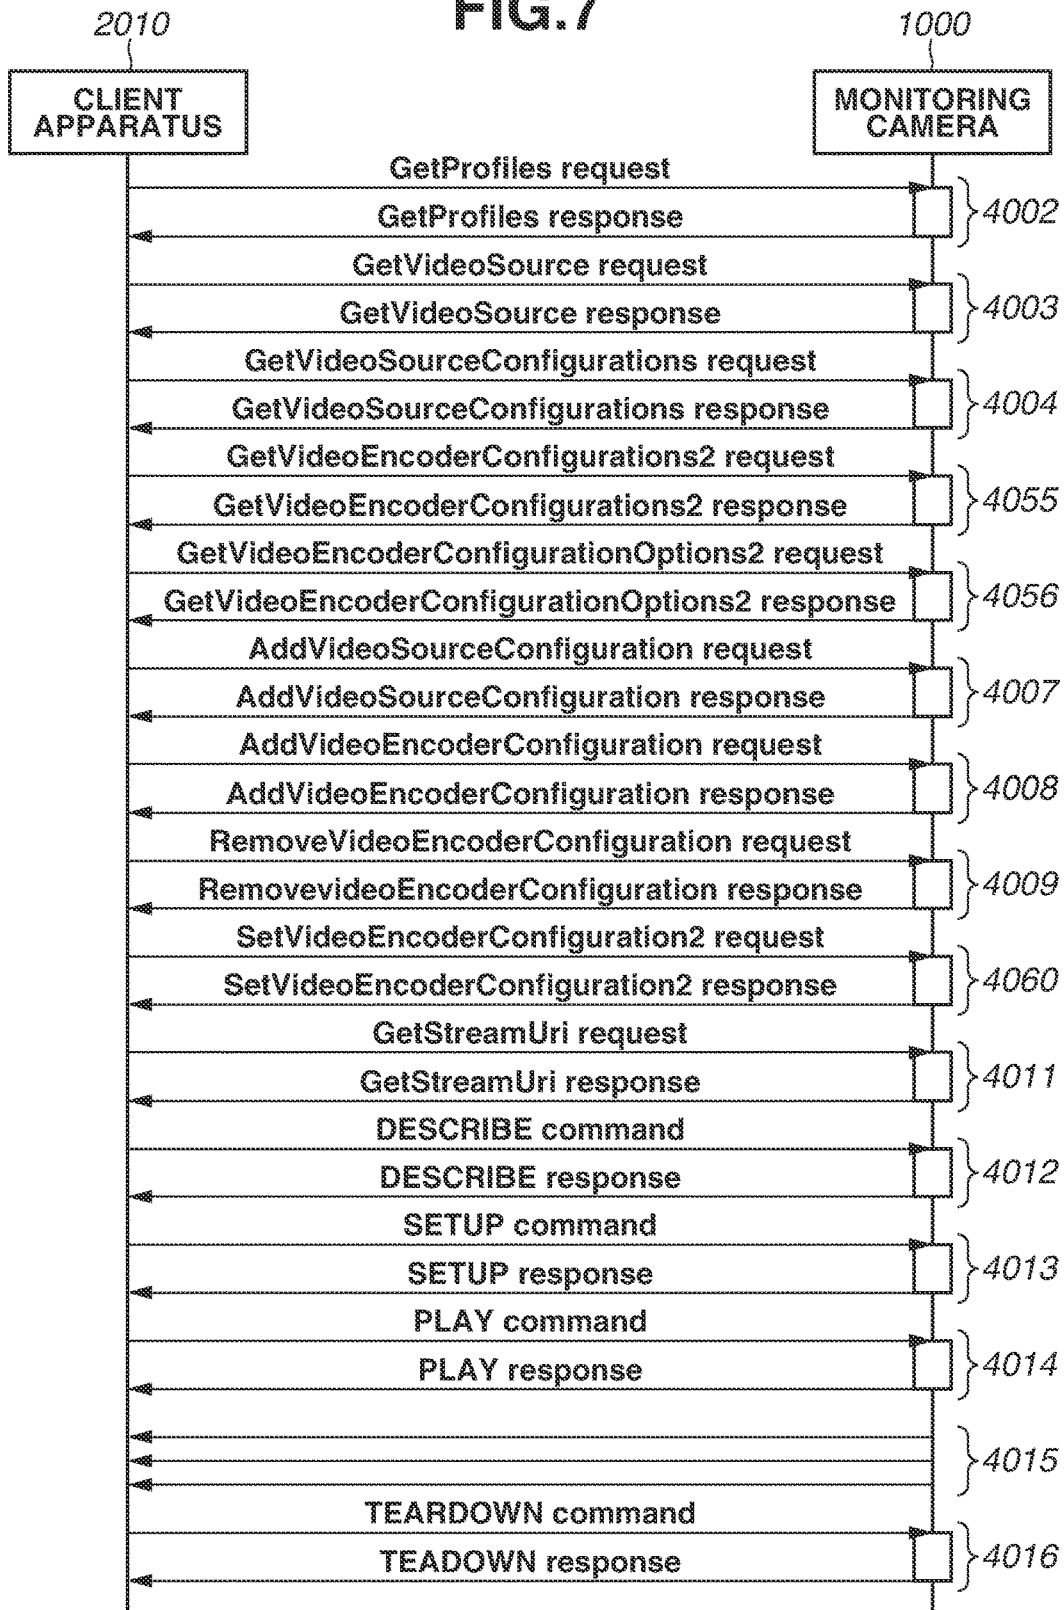 FIG.7
2010
1000
CLIENT
APPARATUS
MONITORING
CAMERA
GetProfiles request
GetProfiles response
4002
GetVideoSource request
GetVideoSource response
4003
GetVideoSourceConfigurations request
GetVideoSourceConfigurations response
4004
GetVideoEncoderConfigurations2 request
GetVideoEncoderConfigurations2 response
4055
GetVideoEncoderConfigurationOptions2 request
GetVideoEncoderConfigurationOptions2 response
4056
AddVideoSourceConfiguration request
AddVideoSourceConfiguration response
4007
AddVideoEncoderConfiguration request
AddVideoEncoderConfiguration response
4008
RemoveVideoEncoderConfiguration request
RemovevideoEncoderConfiguration response
4009
SetVideoEncoderConfiguration2 request
SetVideoEncoderConfiguration2 response
4060
GetStreamUri request
GetStreamUri response
4011
DESCRIBE command
DESCRIBE response
4012
SETUP command
SETUP response
4013
PLAY command
PLAY response
4014
4015
TEARDOWN command
TEADOWN response
4016